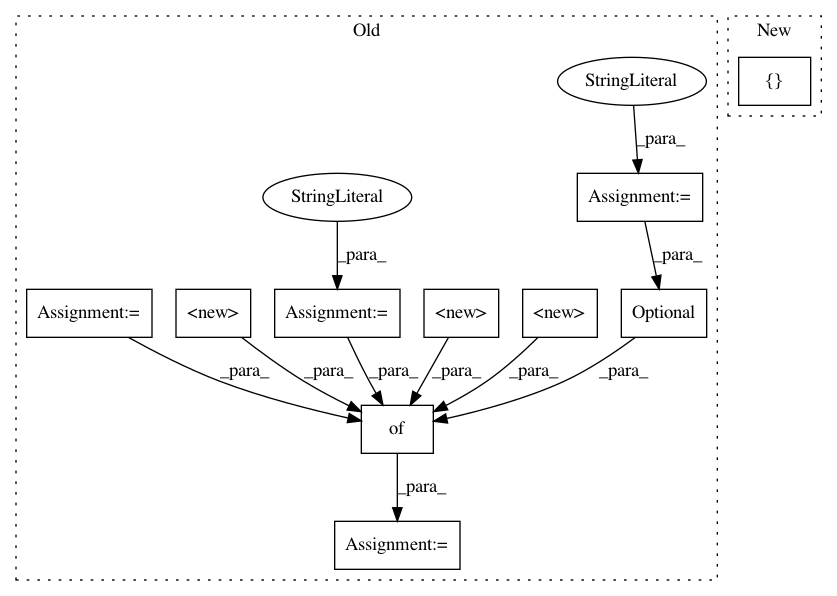 Old
New
StringLiteral
{}
_para_
StringLiteral
Assignment:=
_para_
_para_
Assignment:=
<new>
Assignment:=
<new>
<new>
Optional
_para_
_para_
_para_
_para_
_para_
_para_
of
_para_
Assignment:=